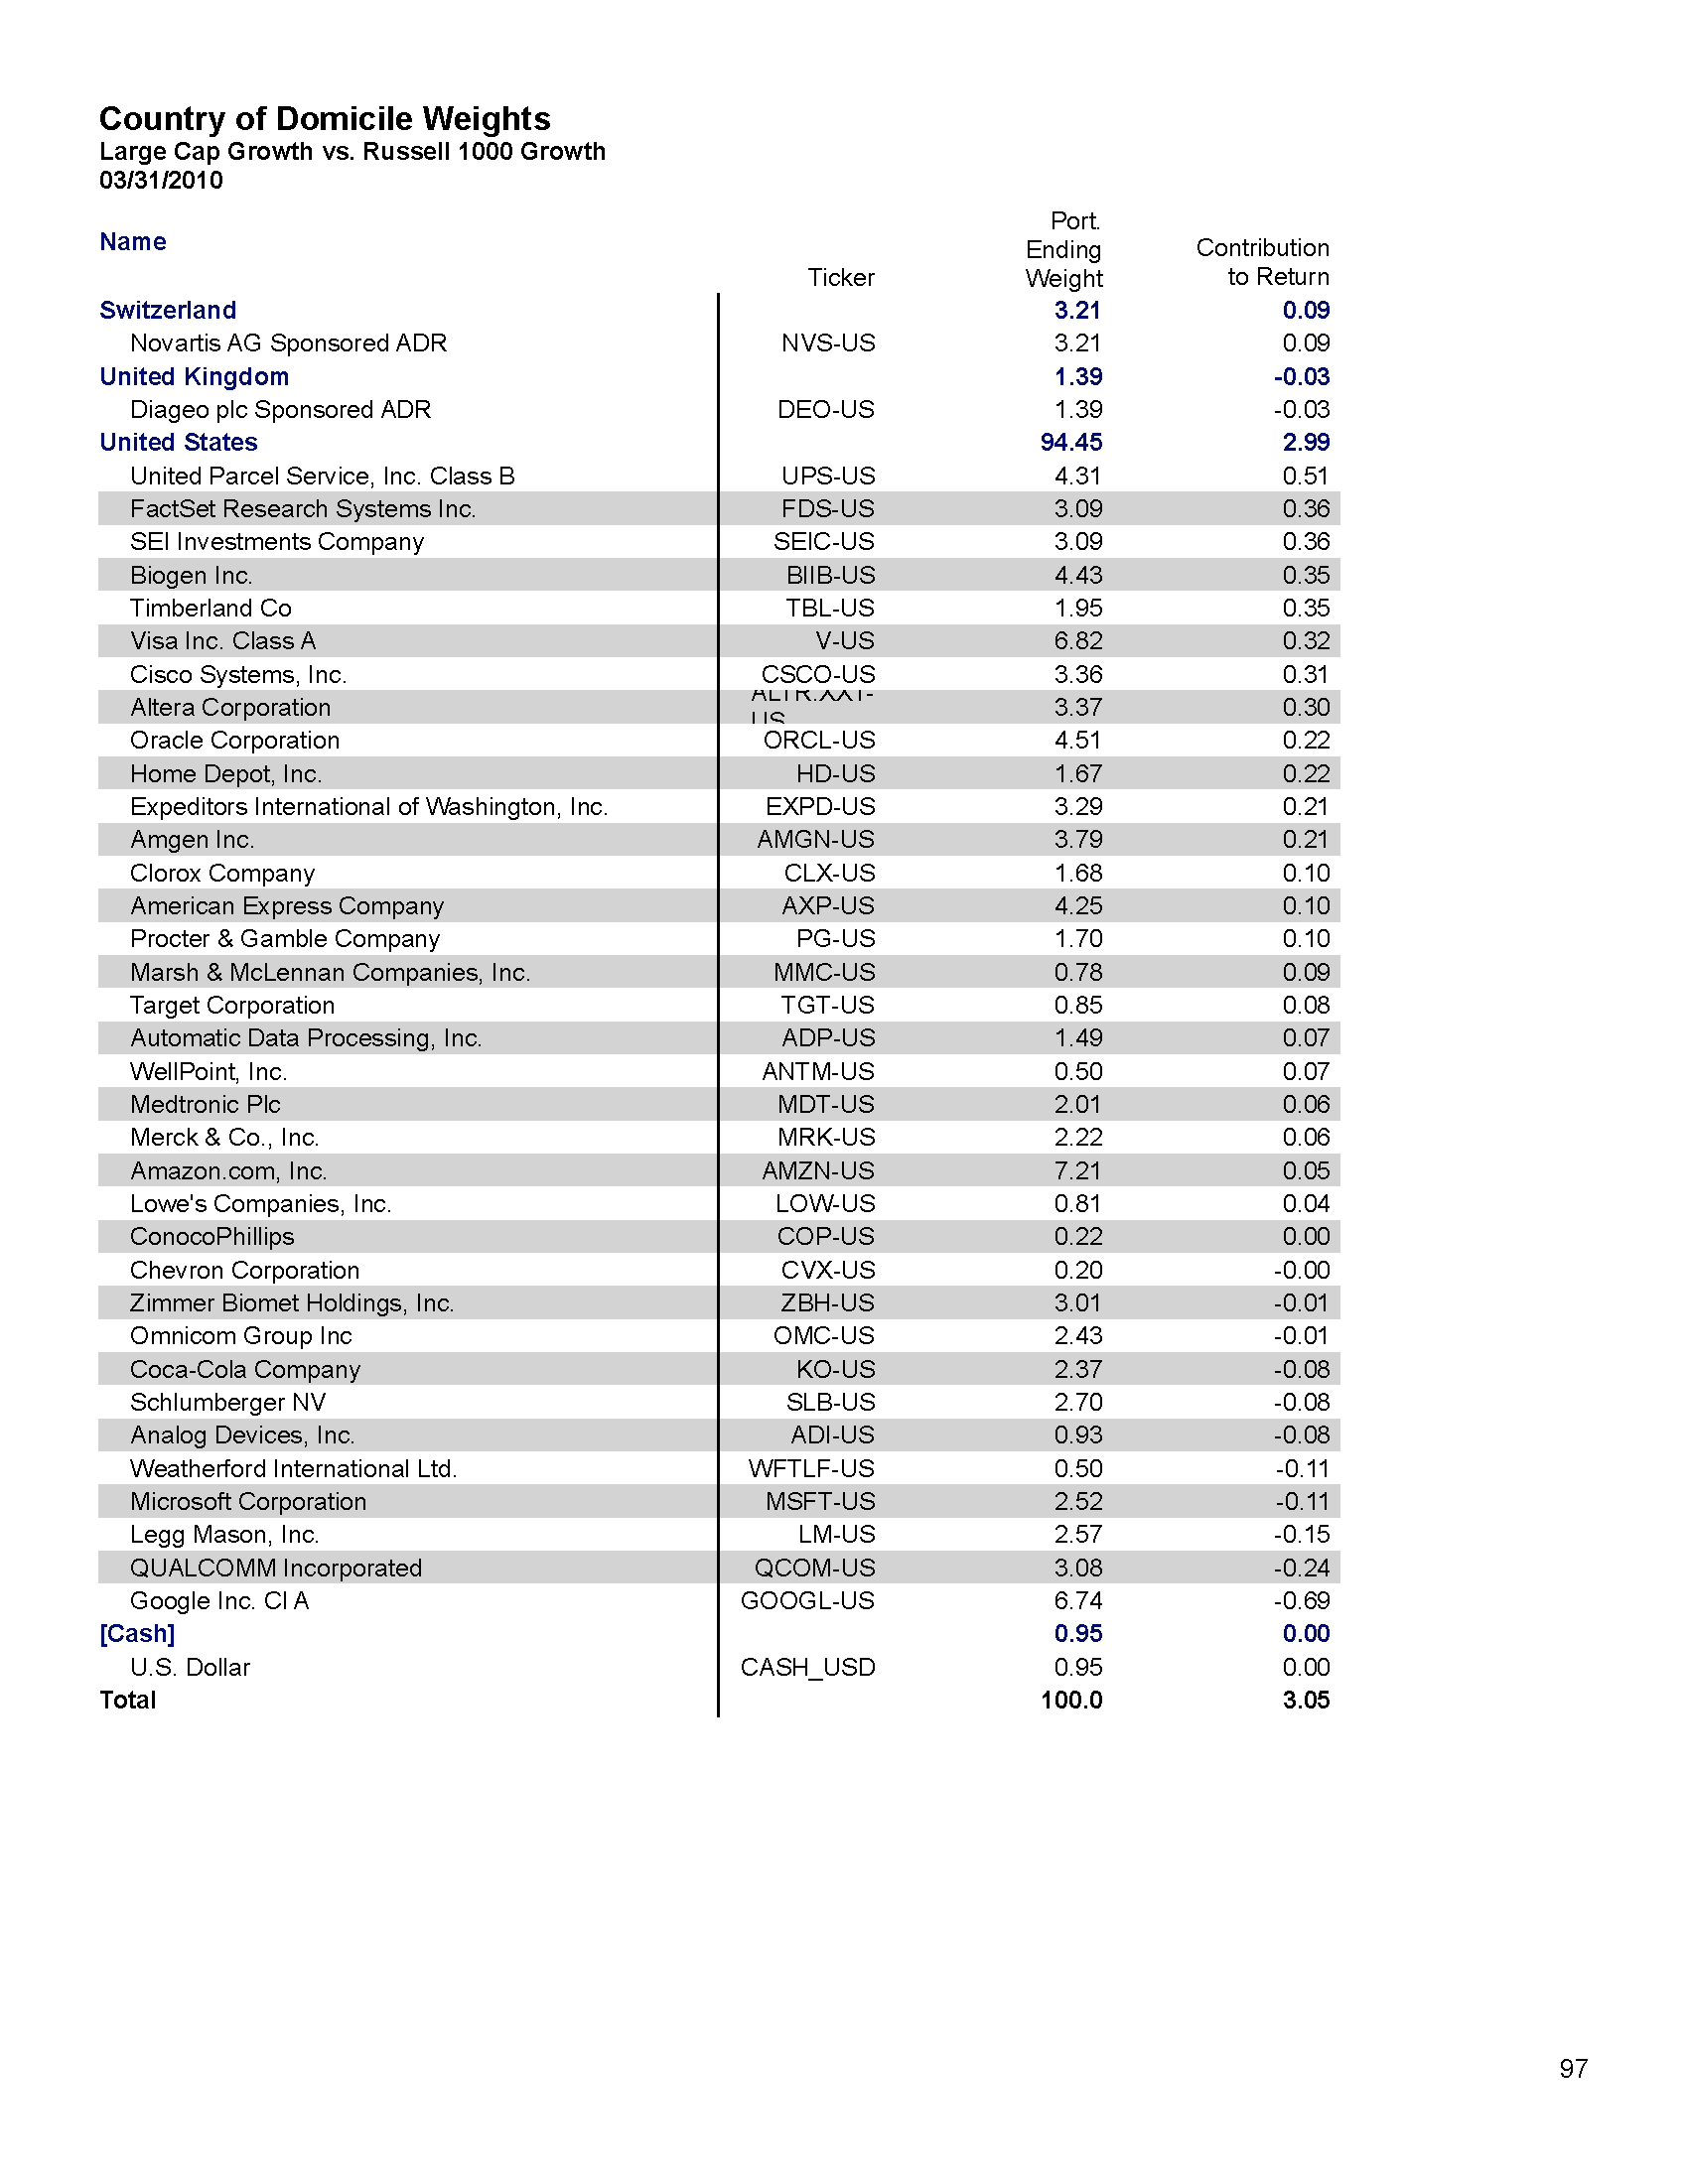 Country of Domicile Weights
Large Cap Growth vs. Russell 1000 Growth
03/31/2010
Name Ticker Port. Ending Weight Contribution to Return
Switzerland 3.21 0.09
Novartis AG Sponsored ADR NVS-US 3.21 0.09
United Kingdom 1.39 -0.03
Diageo plc Sponsored ADR DEO-US 1.39 -0.03
United States 94.45 2.99
United Parcel Service, Inc. Class B UPS-US 4.31 0.51
FactSet Research Systems Inc. FDS-US 3.09 0.36
SEI Investments Company SEIC-US 3.09 0.36
Biogen Inc. BIIB-US 4.43 0.35
Timberland Co TBL-US 1.95 0.35
Visa Inc. Class A V-US 6.82 0.32
Cisco Systems, Inc. CSCO-US 3.36 0.31
Altera Corporation ALTR.XX1-US 3.37 0.30
Oracle Corporation ORCL-US 4.51 0.22
Home Depot, Inc. HD-US 1.67 0.22
Expeditors International of Washington, Inc. EXPD-US 3.29 0.21
Amgen Inc. AMGN-US 3.79 0.21
Clorox Company CLX-US 1.68 0.10
American Express Company AXP-US 4.25 0.10
Procter & Gamble Company PG-US 1.70 0.10
Marsh & McLennan Companies, Inc. MMC-US 0.78 0.09
Target Corporation TGT-US 0.85 0.08
Automatic Data Processing, Inc. ADP-US 1.49 0.07
WellPoint, Inc. ANTM-US 0.50 0.07
Medtronic Plc MDT-US 2.01 0.06
Merck & Co., Inc. MRK-US 2.22 0.06
Amazon.com, Inc. AMZN-US 7.21 0.05
Lowe's Companies, Inc. LOW-US 0.81 0.04
ConocoPhillips COP-US 0.22 0.00
Chevron Corporation CVX-US 0.20 -0.00
Zimmer Biomet Holdings, Inc. ZBH-US 3.01 -0.01
Omnicom Group Inc OMC-US 2.43 -0.01
Coca-Cola Company KO-US 2.37 -0.08
Schlumberger NV SLB-US 2.70 -0.08
Analog Devices, Inc. ADI-US 0.93 -0.08
Weatherford International Ltd. WFTLF-US 0.50 -0.11
Microsoft Corporation MSFT-US 2.52 -0.11
Legg Mason, Inc. LM-US 2.57 -0.15
QUALCOMM Incorporated QCOM-US 3.08 -0.24
Google Inc. Cl A GOOGL-US 6.74 -0.69
[Cash] 0.95 0.00
U.S. Dollar CASH_USD 0.95 0.00
Total 100.0 3.05
97